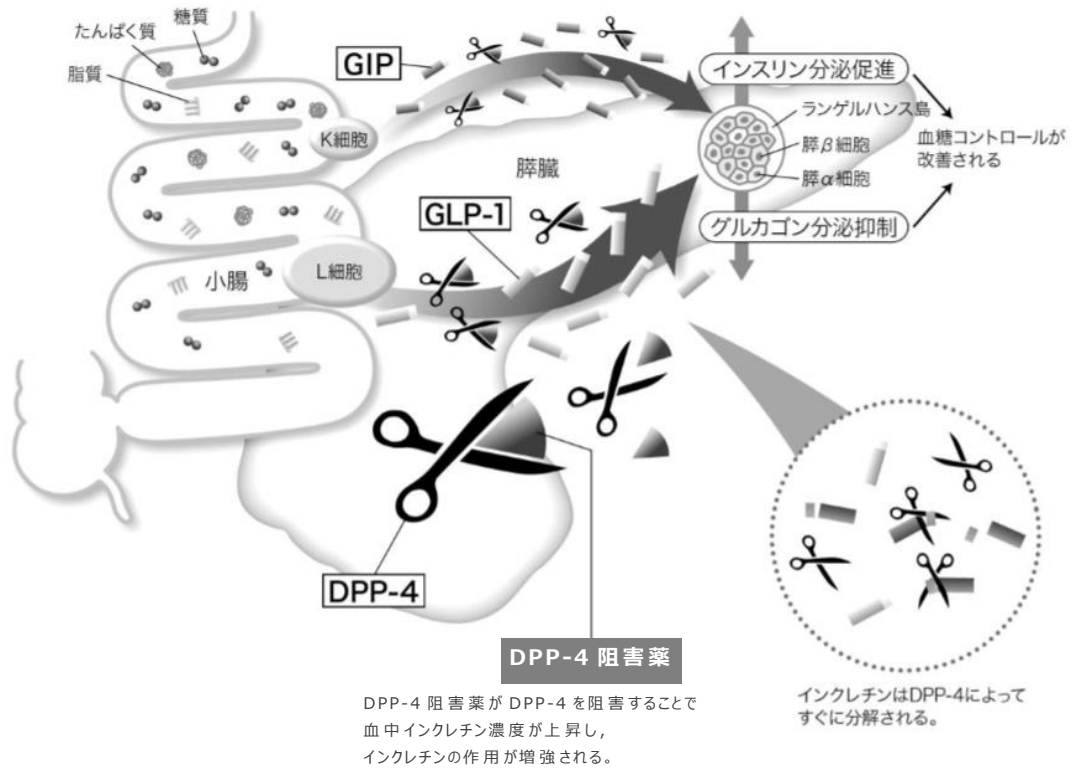 糖質
たんぱく質
脂質
GIP
K細胞
インスリン分泌促進
ランゲルハンス島
膵β細胞
膵α細胞
血糖コントロールが
改善される
膵臓
GLP-1
グルカゴン分泌抑制
L細胞
小腸
DPP-4
DPP-4 阻害薬
DPP-4 阻害薬が DPP-4 を阻害することで
血中インクレチン濃度が上昇し,
インクレチンの作用が増強される。
インクレチンはDPP-4によって
すぐに分解される。